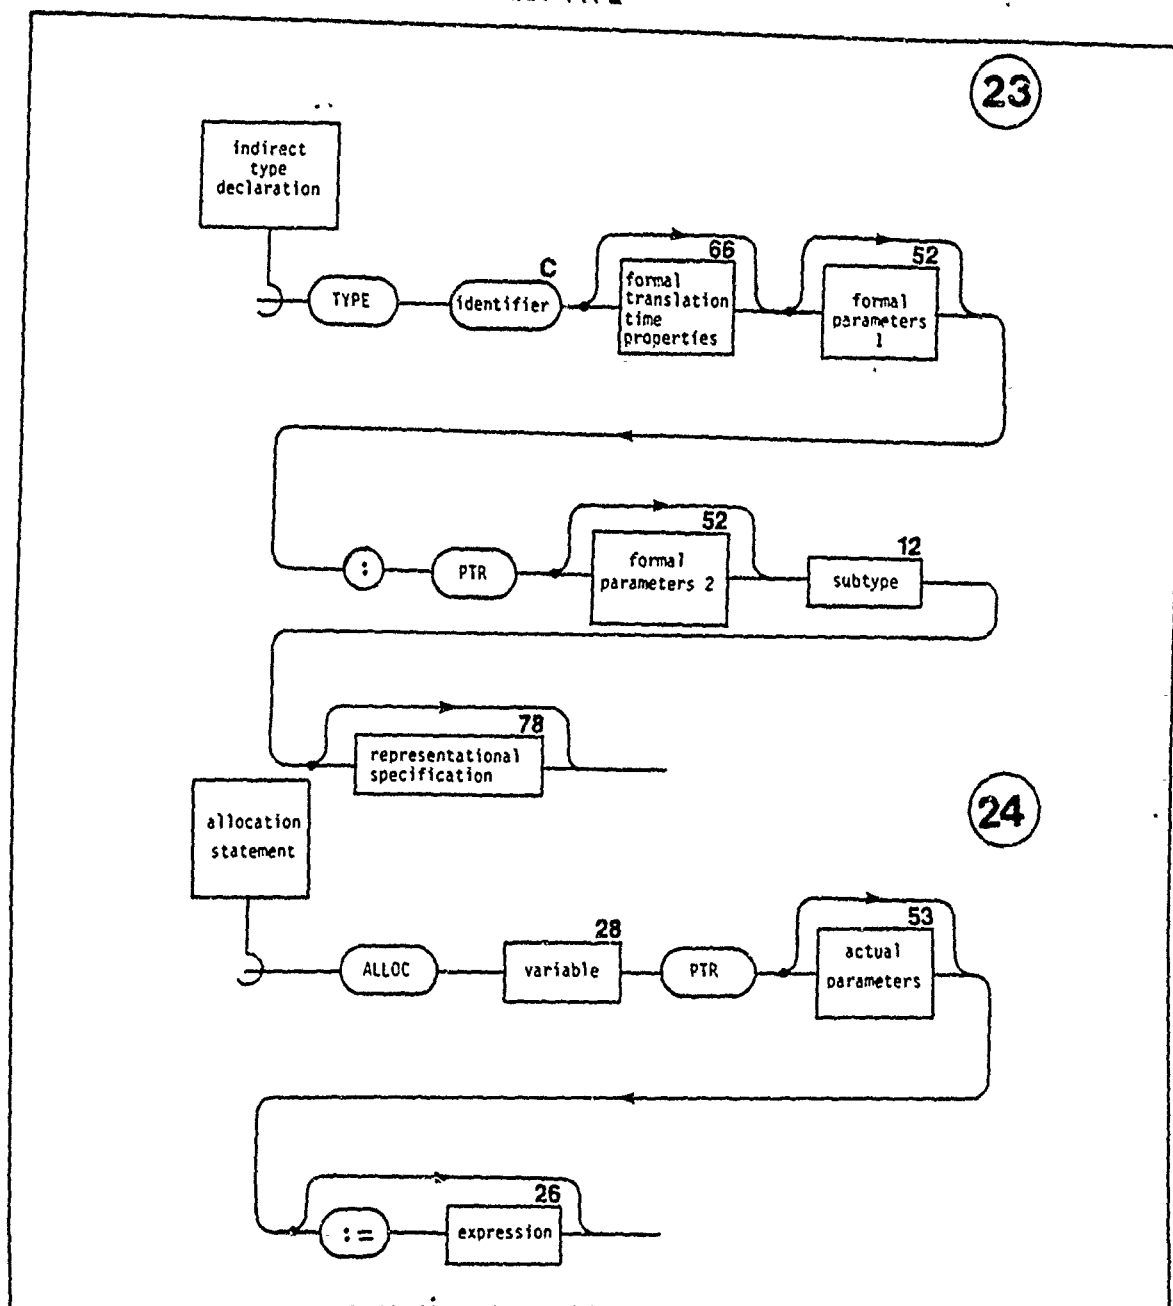 23
indirect
type
declaration
TYPE
C
identifier
66
formal
translation
time
properties
52
formal
parameters
1
:
PTR
52
formal
parameters 2
12
subtype
78
representational
specification
24
allocation
statement
ALLOC
28
variable
PTR
53
actual
parameters
:=
26
expression